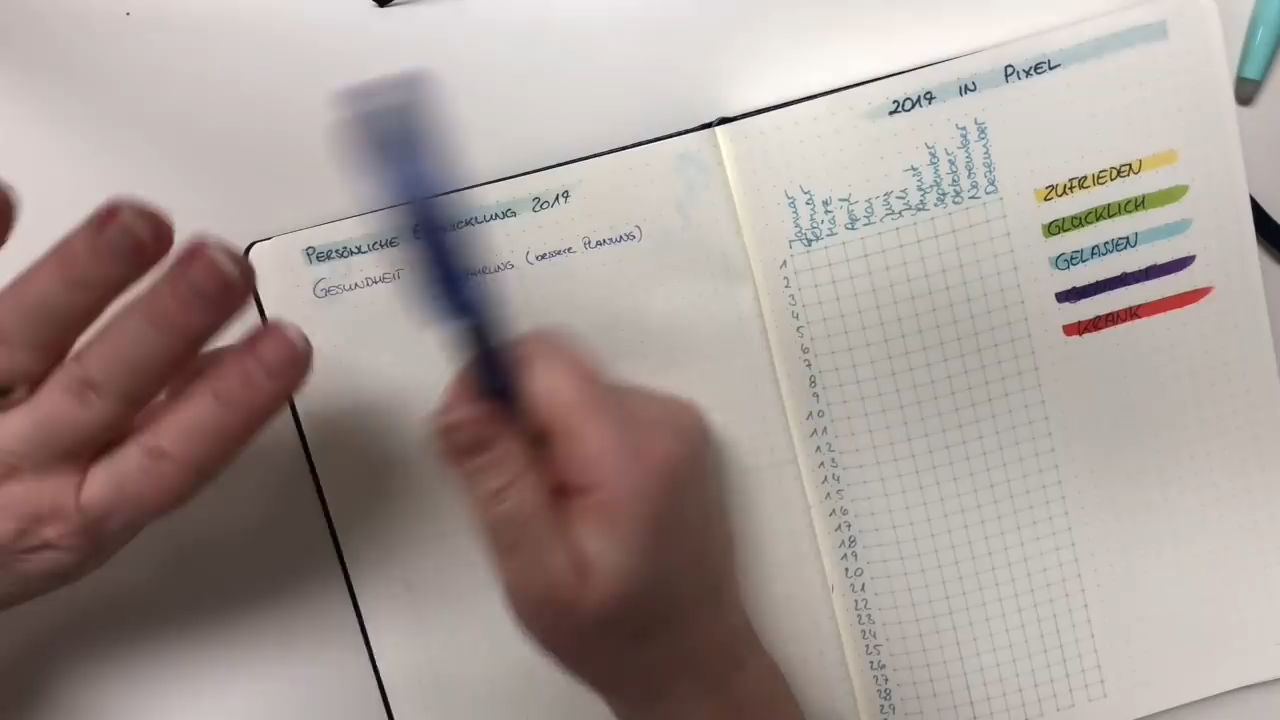 PERSÖNLICHE 2017
GESUNDHEIT (bessere PLANUNG)
2017 IN PIXEL
Januar
Februar
März
April
Mai
Juni
Juli
August
September
Oktober
November
Dezember
1
2
3
4
5
6
7
8
9
10
11
12
13
14
15
16
17
18
19
20
21
22
23
24
25
26
27
28
29
ZUFRIEDEN
GLÜCKLICH
GELASSEN
KRANK